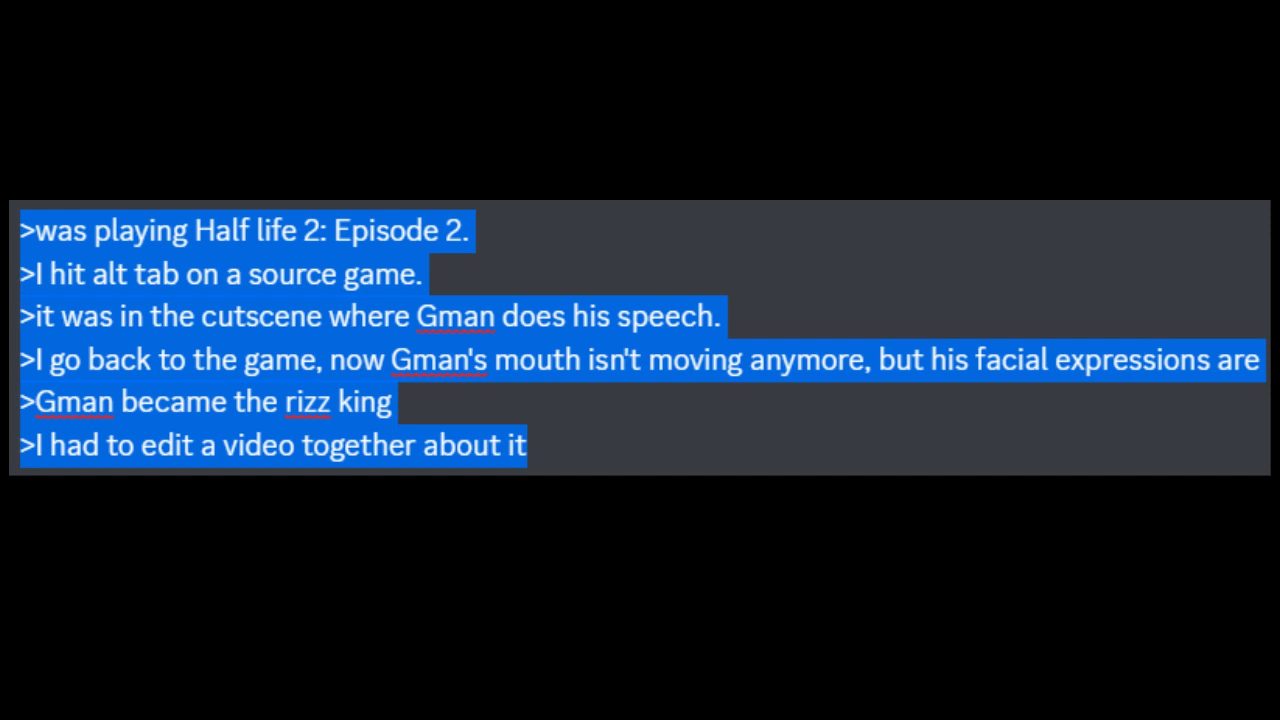 >was playing Half life 2: Episode 2.
>I hit alt tab on a source game.
>it was in the cutscene where Gman does his speech.
>I go back to the game, now Gman's mouth isn't moving anymore, but his facial expressions are
>Gman became the rizz king
>I had to edit a video together about it